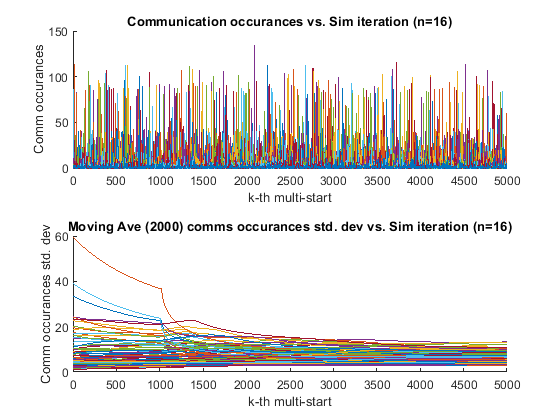 Communication occurances vs. Sim iteration (n=16)
Comm occurances
150
100
50
0
0 500 1000 1500 2000 2500 3000 3500 4000 4500 5000
k-th multi-start
Moving Ave (2000) comms occurances std. dev vs. Sim iteration (n=16)
Comm occurances std. dev
60
40
20
0
0 500 1000 1500 2000 2500 3000 3500 4000 4500 5000
k-th multi-start